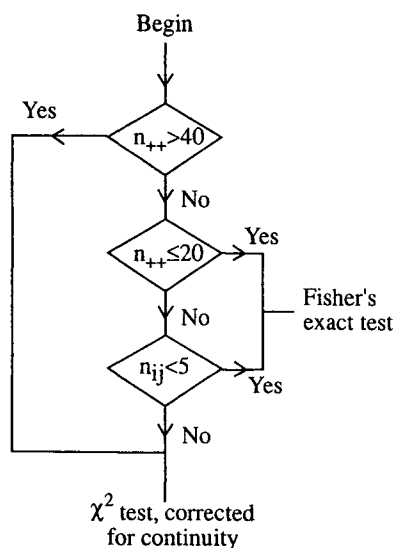 Begin
Yes
n₊₊>40
No
n₊₊≤20
Yes
Fisher's
exact test
No
nᵢⱼ<5
Yes
No
χ² test, corrected
for continuity